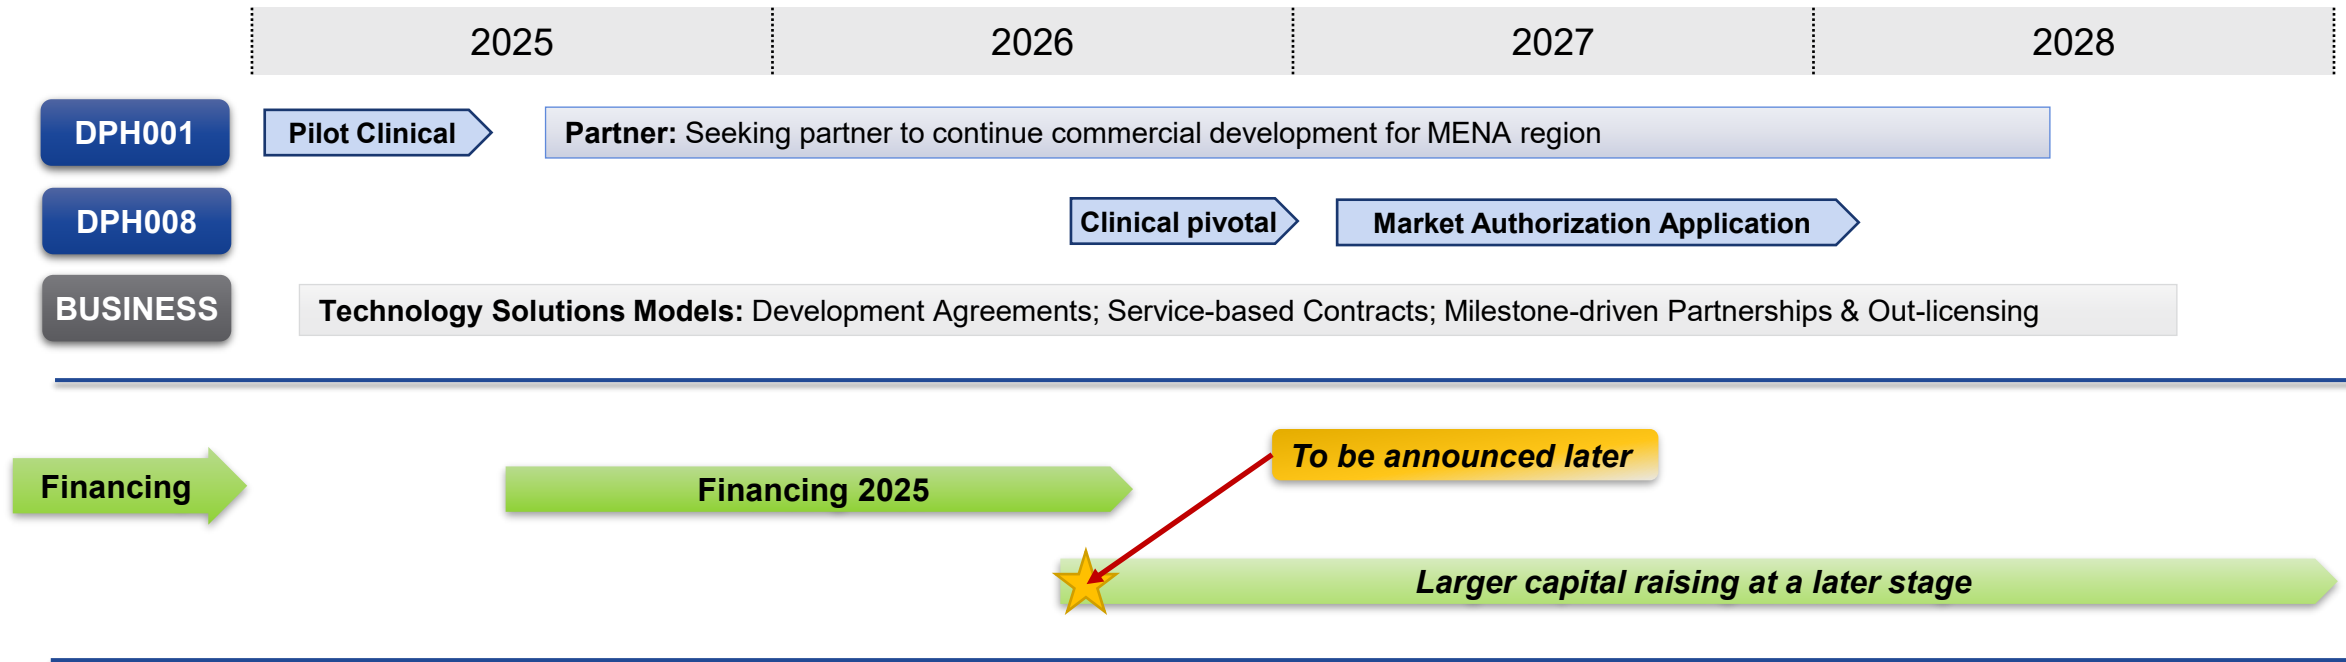 2025 2026 2027 2028
DPH001
Pilot Clinical
Partner: Seeking partner to continue commercial development for MENA region
DPH008
Clinical pivotal
Market Authorization Application
BUSINESS
Technology Solutions Models: Development Agreements; Service-based Contracts; Milestone-driven Partnerships & Out-licensing
To be announced later
Financing
Financing 2025
Larger capital raising at a later stage